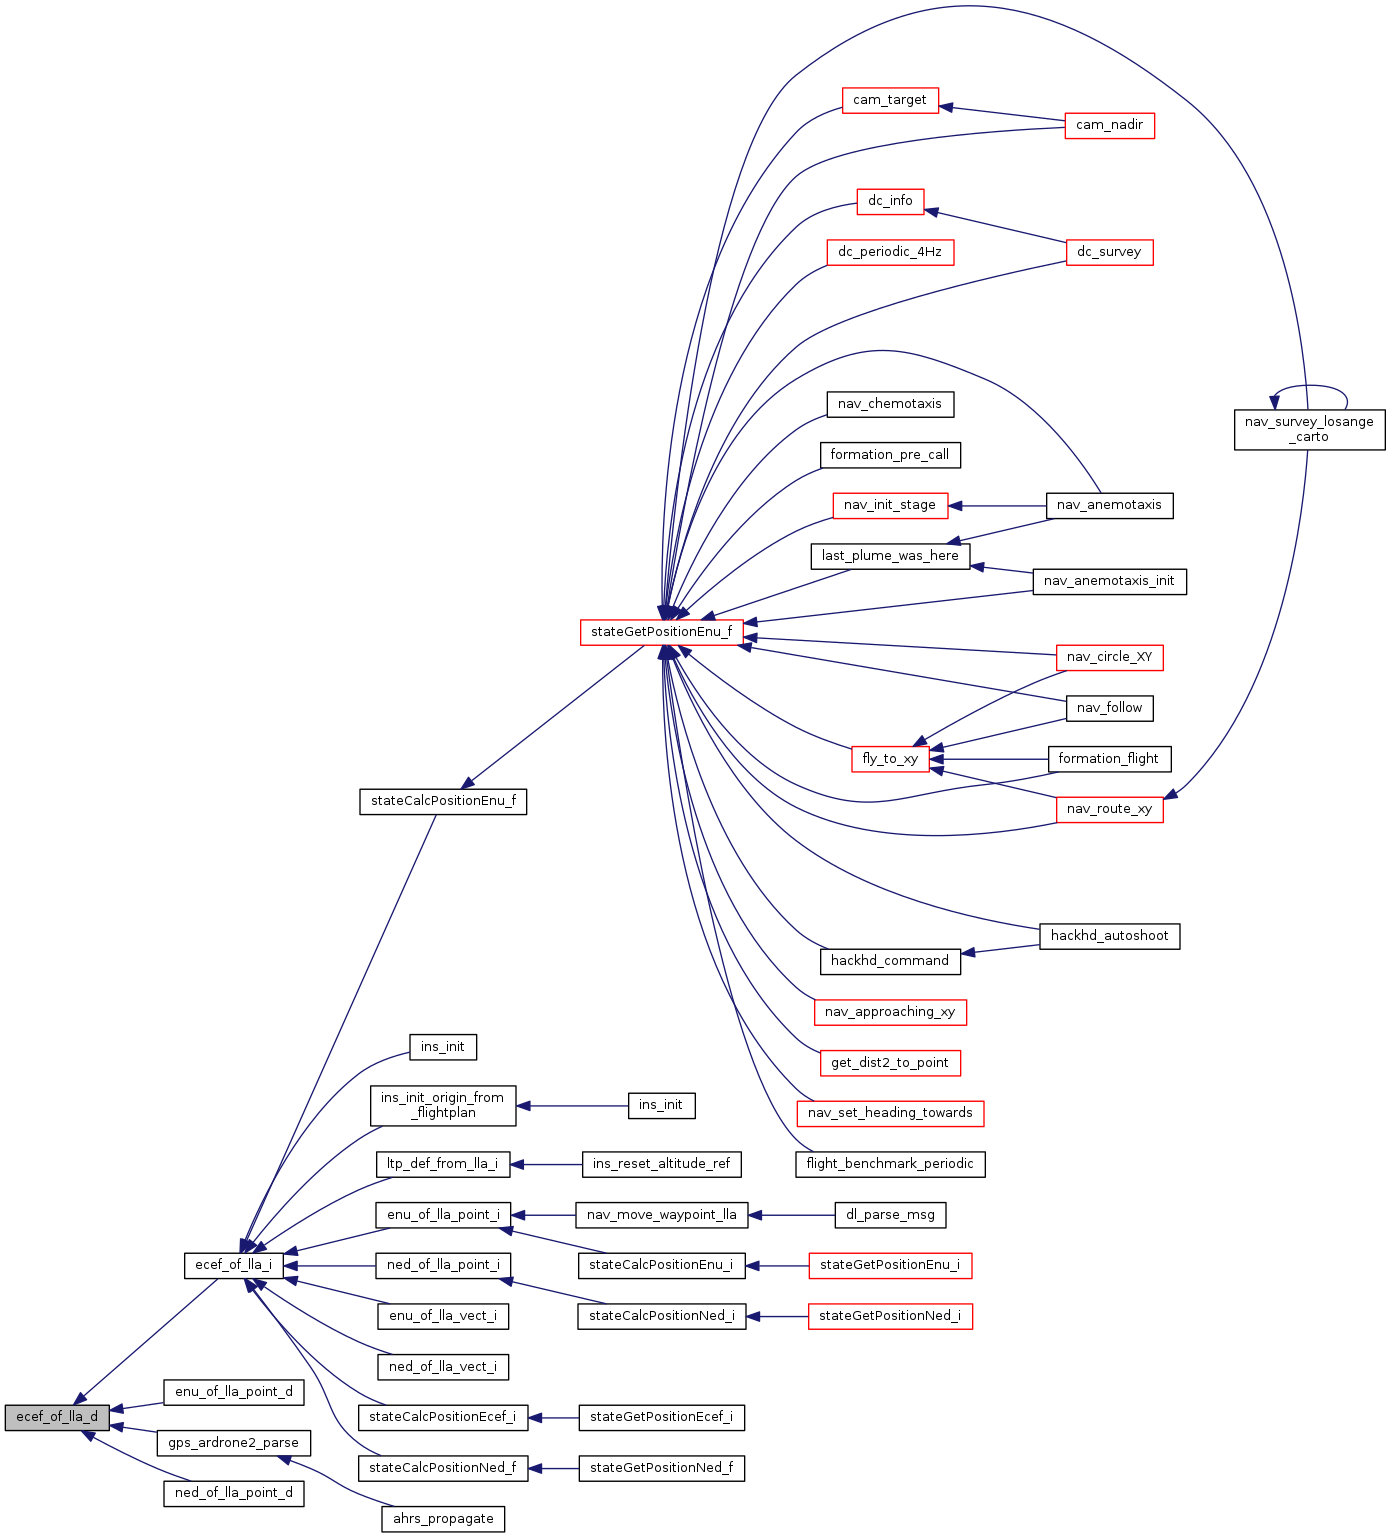 cam_target
cam_nadir
dc_info
dc_periodic_4Hz
dc_survey
nav_chemotaxis
nav_survey_losange
_carto
formation_pre_call
nav_init_stage
nav_anemotaxis
last_plume_was_here
nav_anemotaxis_init
stateGetPositionEnu_f
nav_circle_XY
nav_follow
fly_to_xy
formation_flight
stateCalcPositionEnu_f
nav_route_xy
hackhd_autoshoot
hackhd_command
nav_approaching_xy
ins_init
get_dist2_to_point
ins_init_origin_from
_flightplan
ins_init
nav_set_heading_towards
ltp_def_from_lla_i
ins_reset_altitude_ref
flight_benchmark_periodic
enu_of_lla_point_i
nav_move_waypoint_lla
dl_parse_msg
ecef_of_lla_i
ned_of_lla_point_i
stateCalcPositionEnu_i
stateGetPositionEnu_i
enu_of_lla_vect_i
stateCalcPositionNed_i
stateGetPositionNed_i
ned_of_lla_vect_i
enu_of_lla_point_d
ecef_of_lla_d
stateCalcPositionEcef_i
stateGetPositionEcef_i
gps_ardrone2_parse
stateCalcPositionNed_f
stateGetPositionNed_f
ned_of_lla_point_d
ahrs_propagate